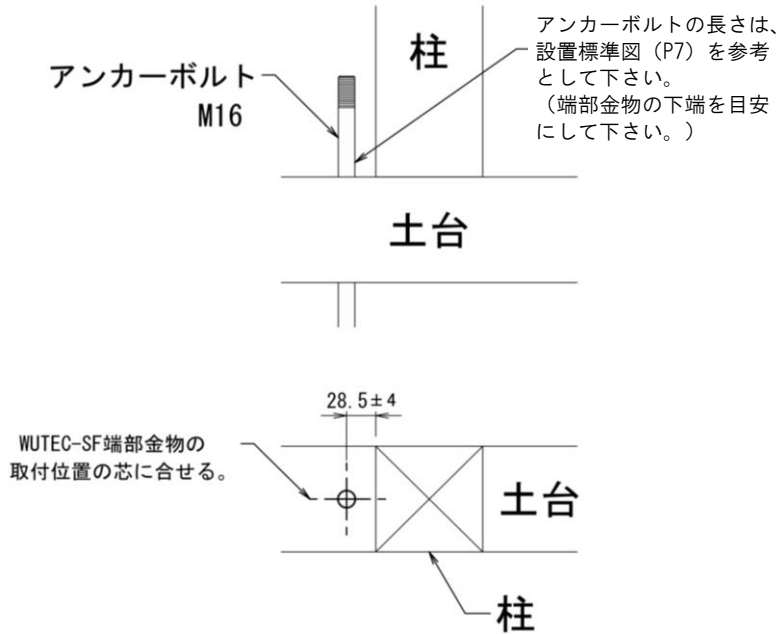 アンカーボルトの長さは、
設置標準図（P7）を参考
として下さい。
（端部金物の下端を目安
にして下さい。）
柱
アンカーボルト
M16
土台
28.5±4
WUTEC-SF端部金物の
取付位置の芯に合せる。
土台
柱